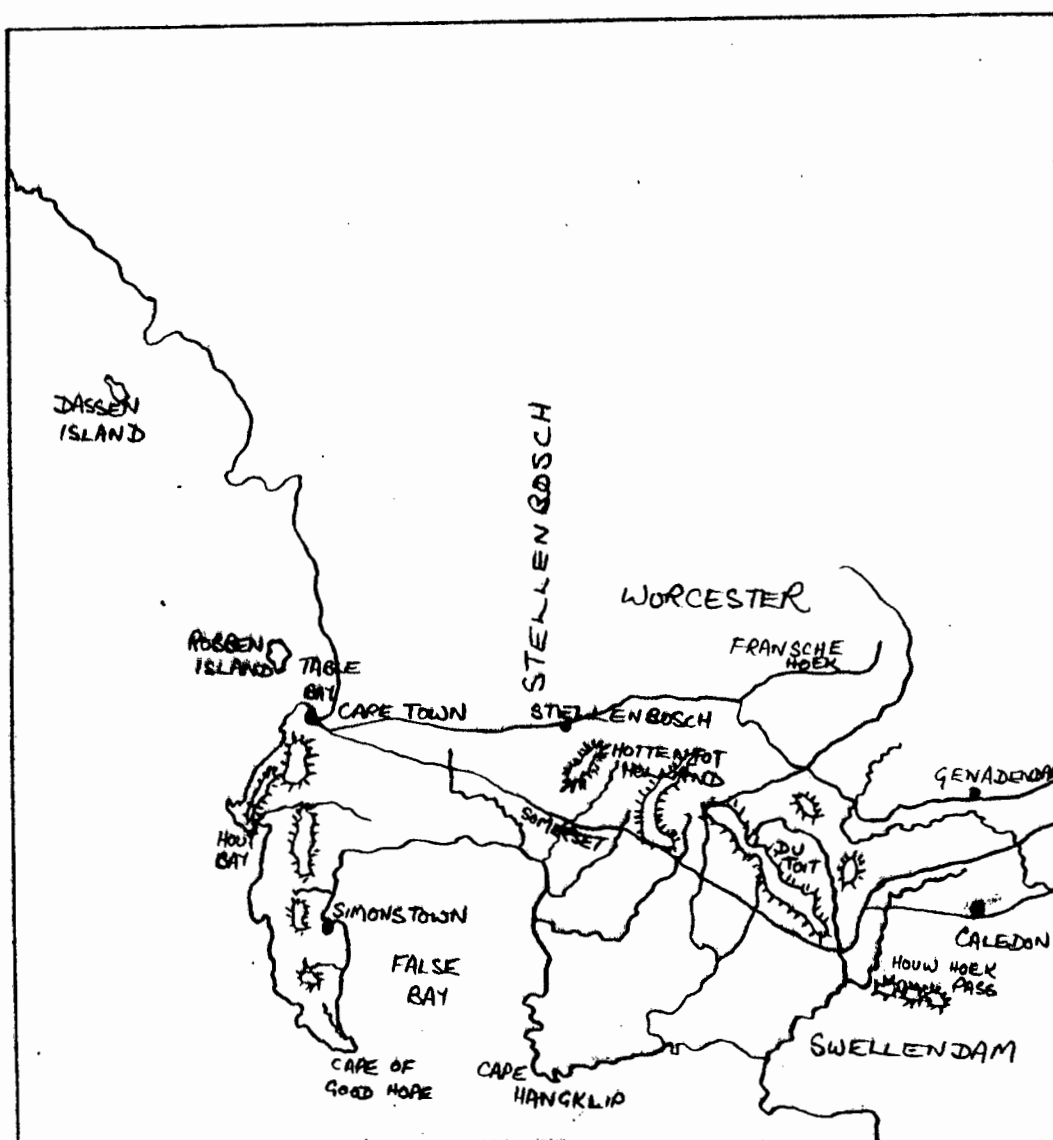 DASSEN
ISLAND
STELLENBOSCH
WORCESTER
FRANSCHE
HOEK
ROBBEN
ISLAND
TABLE
BAY
CAPE TOWN
STELLENBOSCH
HOTTENTOT
HOLLAND
GENADENDA
SOMERSET
HOUT
BAY
DU
TOIT
SIMONSTOWN
CALEDON
FALSE
BAY
HOUW HOEK
PASS
SWELLENDAM
CAPE OF
GOOD HOPE
CAPE
HANGKLIP